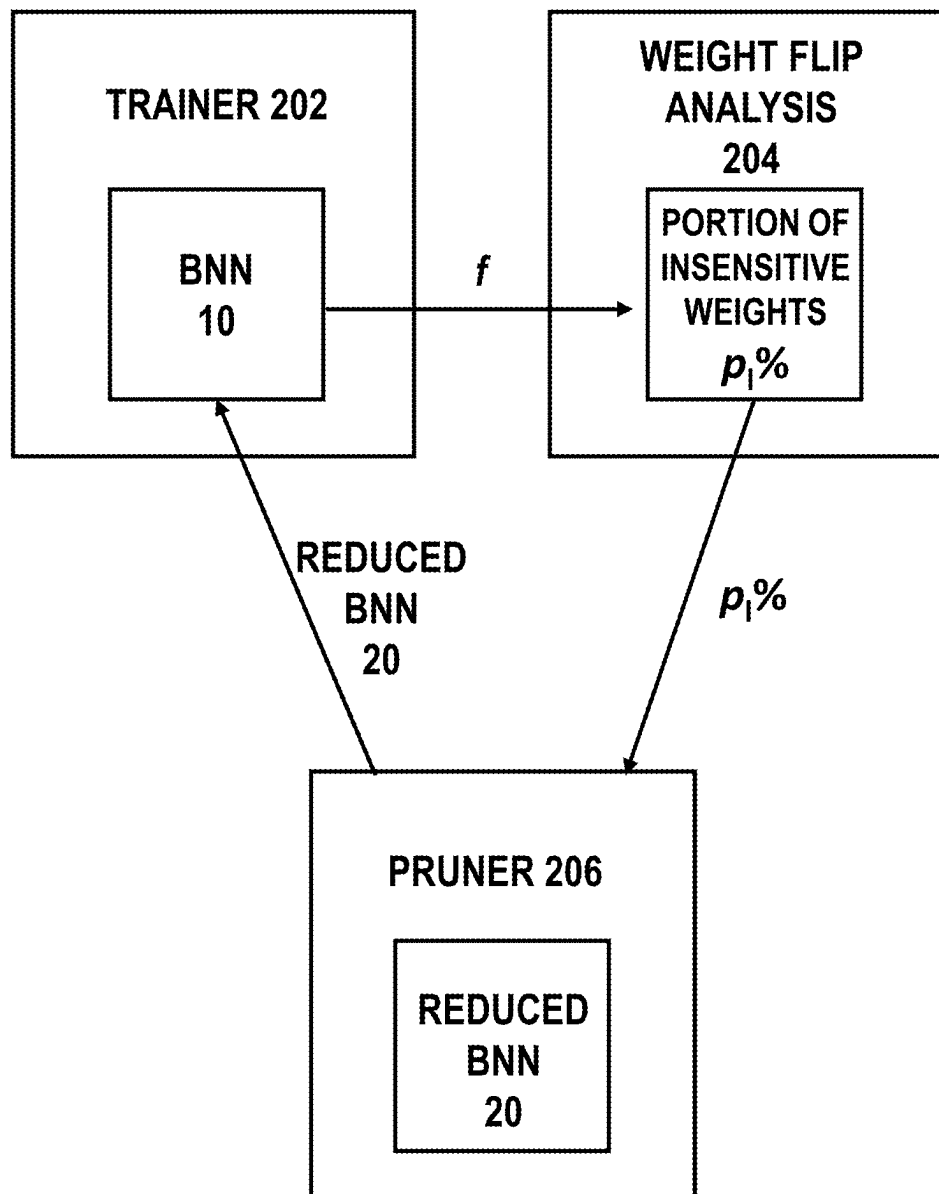 TRAINER 202
BNN
10
f
WEIGHT FLIP
ANALYSIS
204
PORTION OF
INSENSITIVE
WEIGHTS
pₗ%
REDUCED
BNN
20
pₗ%
PRUNER 206
REDUCED
BNN
20